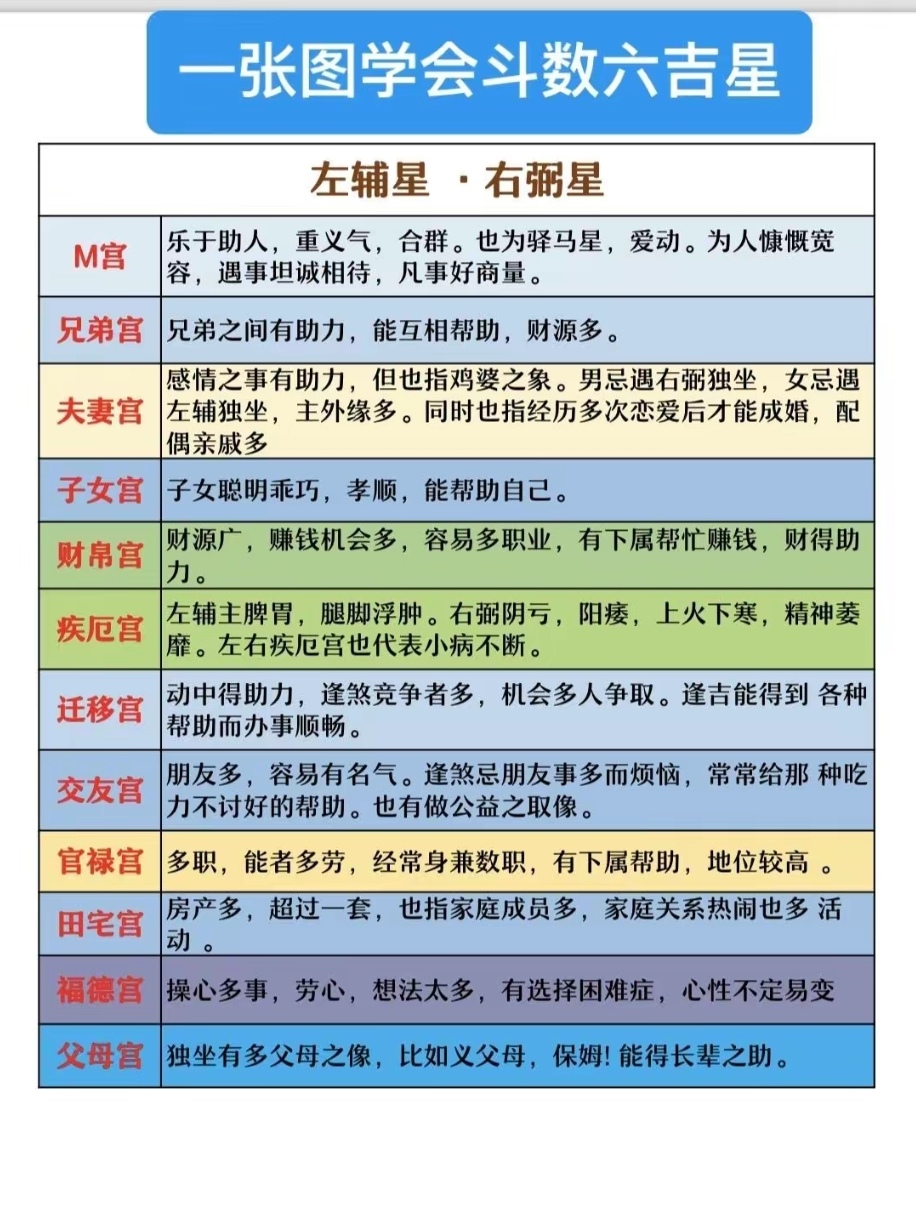 一张图学会斗数六吉星
左辅星 · 右弼星
M宫
乐于助人，重义气，合群。也为驿马星，爱动。为人慷慨宽
容，遇事坦诚相待，凡事好商量。
兄弟宫
兄弟之间有助力，能互相帮助，财源多。
夫妻宫
感情之事有助力，但也指鸡婆之象。男忌遇右弼独坐，女忌遇
左辅独坐，主外缘多。同时也指经历多次恋爱后才能成婚，配
偶亲戚多
子女宫
子女聪明乖巧，孝顺，能帮助自己。
财帛宫
财源广，赚钱机会多，容易多职业，有下属帮忙赚钱，财得助
力。
疾厄宫
左辅主脾胃，腿脚浮肿。右弼阴亏，阳痿，上火下寒，精神萎
靡。左右疾厄宫也代表小病不断。
迁移宫
动中得助力，逢煞竞争者多，机会多人争取。逢吉能得到 各种
帮助而办事顺畅。
交友宫
朋友多，容易有名气。逢煞忌朋友事多而烦恼，常常给那 种吃
力不讨好的帮助。也有做公益之取像。
官禄宫
多职，能者多劳，经常身兼数职，有下属帮助，地位较高 。
田宅宫
房产多，超过一套，也指家庭成员多，家庭关系热闹也多 活
动 。
福德宫
操心多事，劳心，想法太多，有选择困难症，心性不定易变
父母宫
独坐有多父母之像，比如义父母，保姆! 能得长辈之助。